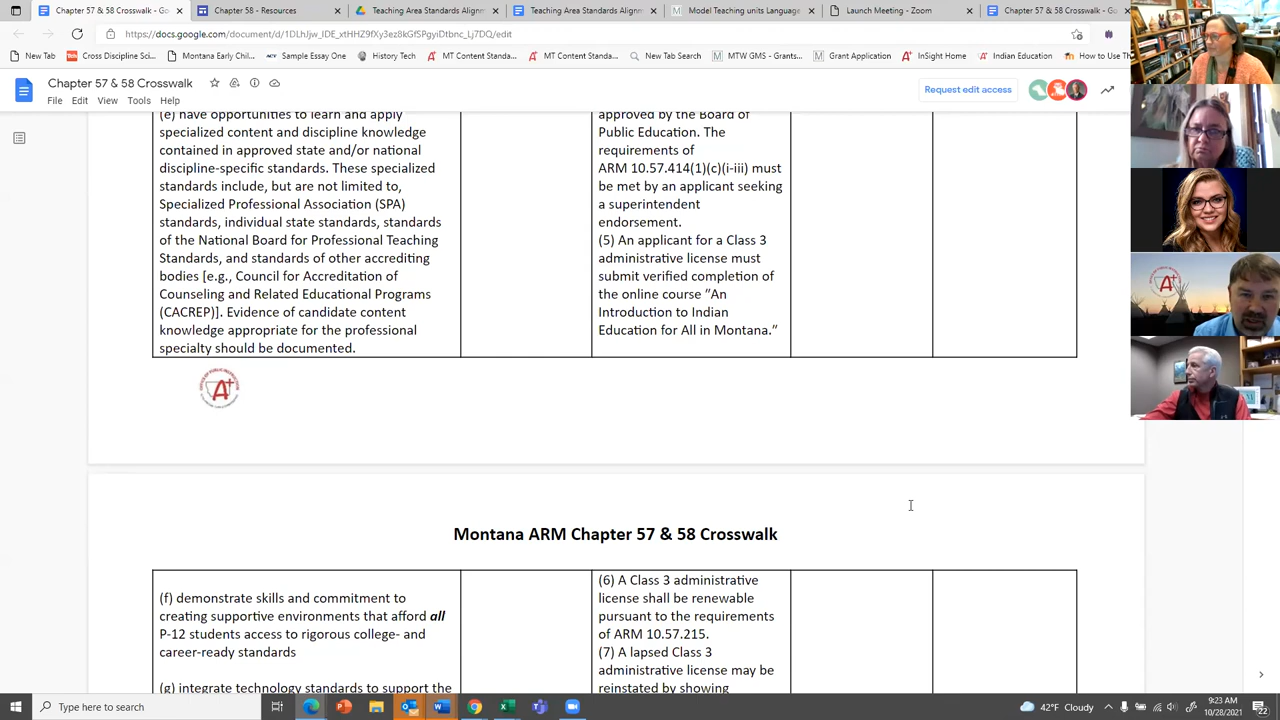 Chapter 57 & 58 Crosswalk - Go
Chapter 58 - Resources
Teaching Area Standards Alignm
Teaching Area Standards Alignm
Model Teaching units Language
Launch Meeting - Zoom
Chapter 57 & 58 Crosswalk - Go
https://docs.google.com/document/d/1DLhIjw_IDE_xtHHZ9fXy3ez8kGfSPgyiDtbnc_Lj7DQ/edit
New Tab
Cross Discipline Sci...
Montana Early Chil...
Sample Essay One
History Tech
MT Content Standa...
MT Content Standa...
New Tab Search
MTW GMS - Grants...
Grant Application
InSight Home
Indian Education
How to Use Th
Chapter 57 & 58 Crosswalk
File Edit View Tools Help
Request edit access
(e) have opportunities to learn and apply
specialized content and discipline knowledge
contained in approved state and/or national
discipline-specific standards. These specialized
standards include, but are not limited to,
Specialized Professional Association (SPA)
standards, individual state standards, standards
of the National Board for Professional Teaching
Standards, and standards of other accrediting
bodies [e.g., Council for Accreditation of
Counseling and Related Educational Programs
(CACREP)]. Evidence of candidate content
knowledge appropriate for the professional
specialty should be documented.
approved by the Board of
Public Education. The
requirements of
ARM 10.57.414(1)(c)(i-iii) must
be met by an applicant seeking
a superintendent
endorsement.
(5) An applicant for a Class 3
administrative license must
submit verified completion of
the online course "An
Introduction to Indian
Education for All in Montana."
A+
Montana ARM Chapter 57 & 58 Crosswalk
(f) demonstrate skills and commitment to
creating supportive environments that afford all
P-12 students access to rigorous college- and
career-ready standards
(g) integrate technology standards to support the
(6) A Class 3 administrative
license shall be renewable
pursuant to the requirements
of ARM 10.57.215.
(7) A lapsed Class 3
administrative license may be
reinstated by showing
Type here to search
42°F Cloudy
9:23 AM
10/28/2021
22